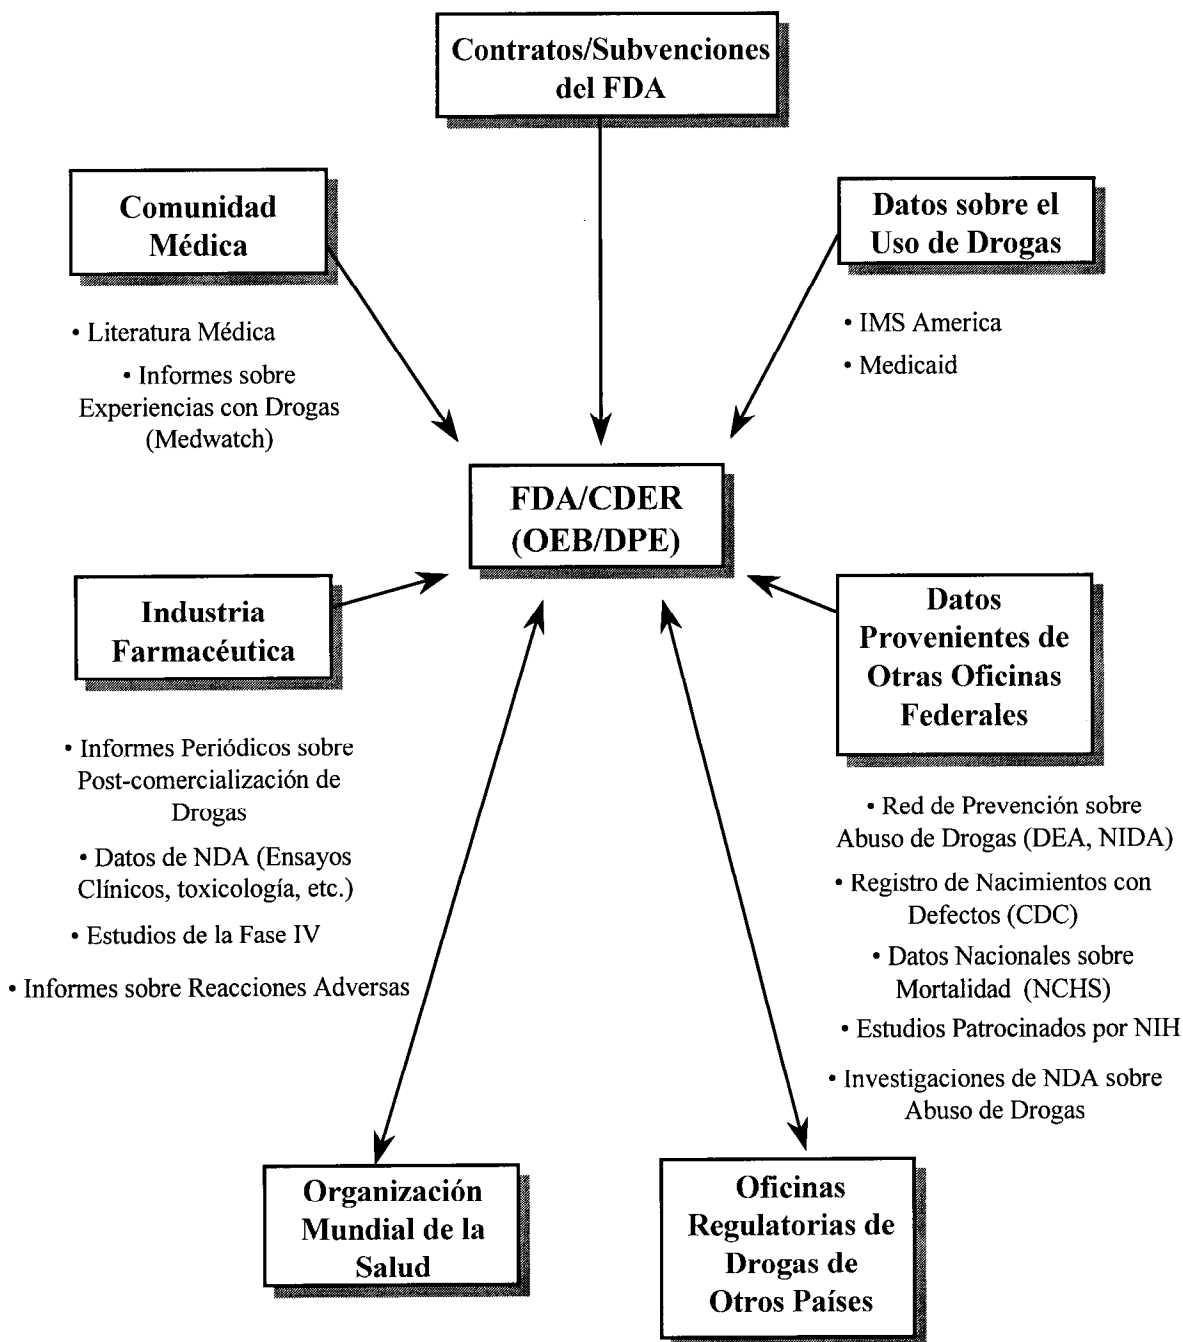 Contratos/Subvenciones
del FDA
Comunidad
Médica
• Literatura Médica
• Informes sobre
Experiencias con Drogas
(Medwatch)
Datos sobre el
Uso de Drogas
• IMS America
• Medicaid
FDA/CDER
(OEB/DPE)
Industria
Farmacéutica
• Informes Periódicos sobre
Post-comercialización de
Drogas
• Datos de NDA (Ensayos
Clínicos, toxicología, etc.)
• Estudios de la Fase IV
• Informes sobre Reacciones Adversas
Datos
Provenientes de
Otras Oficinas
Federales
• Red de Prevención sobre
Abuso de Drogas (DEA, NIDA)
• Registro de Nacimientos con
Defectos (CDC)
• Datos Nacionales sobre
Mortalidad (NCHS)
• Estudios Patrocinados por NIH
• Investigaciones de NDA sobre
Abuso de Drogas
Organización
Mundial de la
Salud
Oficinas
Regulatorias de
Drogas de
Otros Países